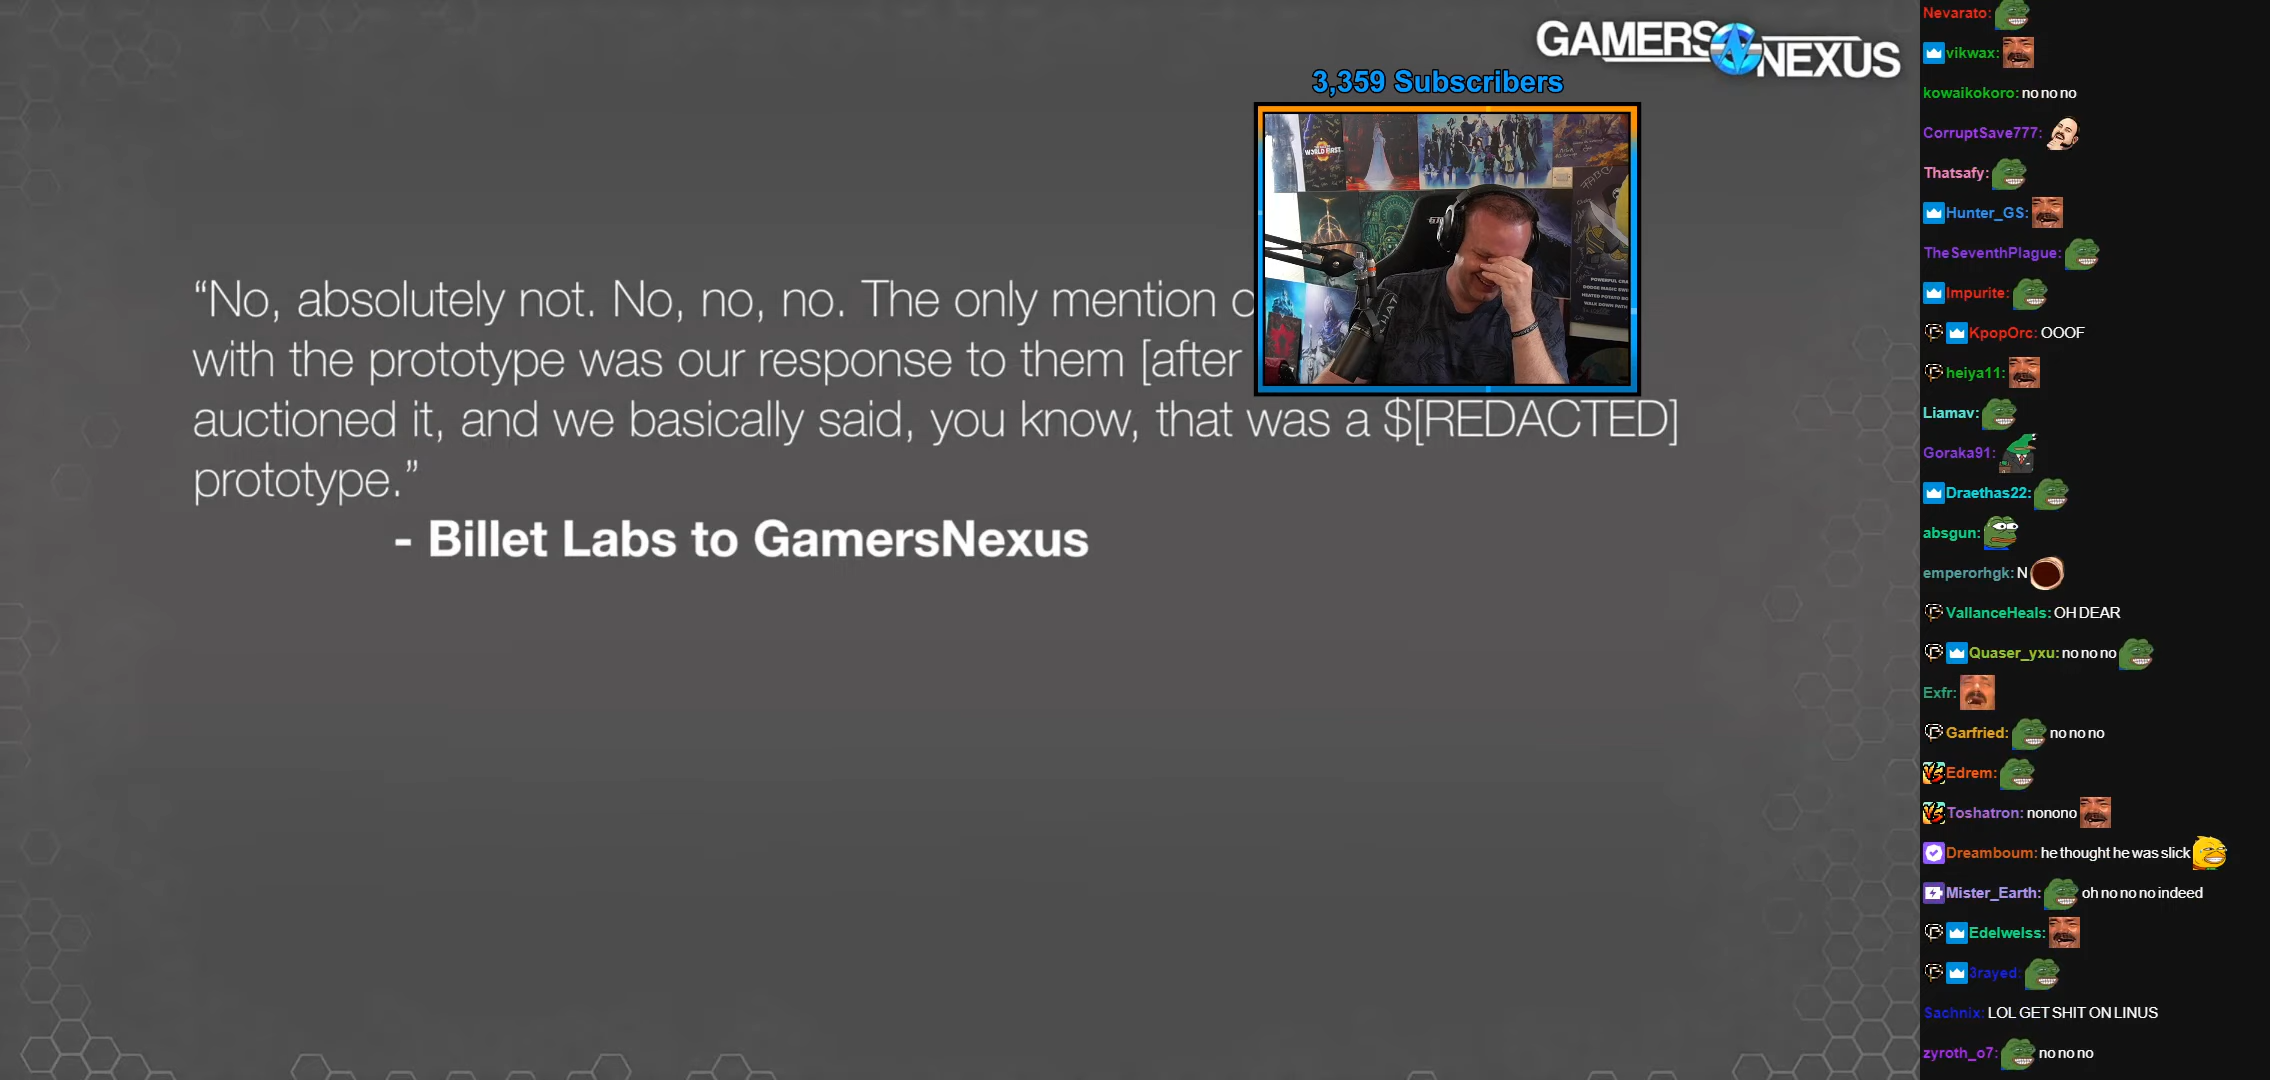 GAMERS NEXUS
3,359 Subscribers
WORLD FIRST
“No, absolutely not. No, no, no. The only mention
with the prototype was our response to them [after
auctioned it, and we basically said, you know, that was a $[REDACTED]
prototype.”
- Billet Labs to GamersNexus
Nevarato:
vikwax:
kowaikokoro: no no no
CorruptSave777:
Thatsafy:
Hunter_GS:
TheSeventhPlague:
Impurite:
KpopOrc: OOOF
heiya11:
Liamav:
Goraka91:
Draethas22:
absgun:
emperorhgk: N
VallanceHeals: OH DEAR
Quaser_yxu: no no no
Exfr:
Garfried: no no no
Edrem:
Toshatron: nonono
Dreamboum: he thought he was slick
Mister_Earth: oh no no no indeed
Edelweiss:
3rayed:
Sachnix: LOL GET SHIT ON LINUS
zyroth_o7: no no no